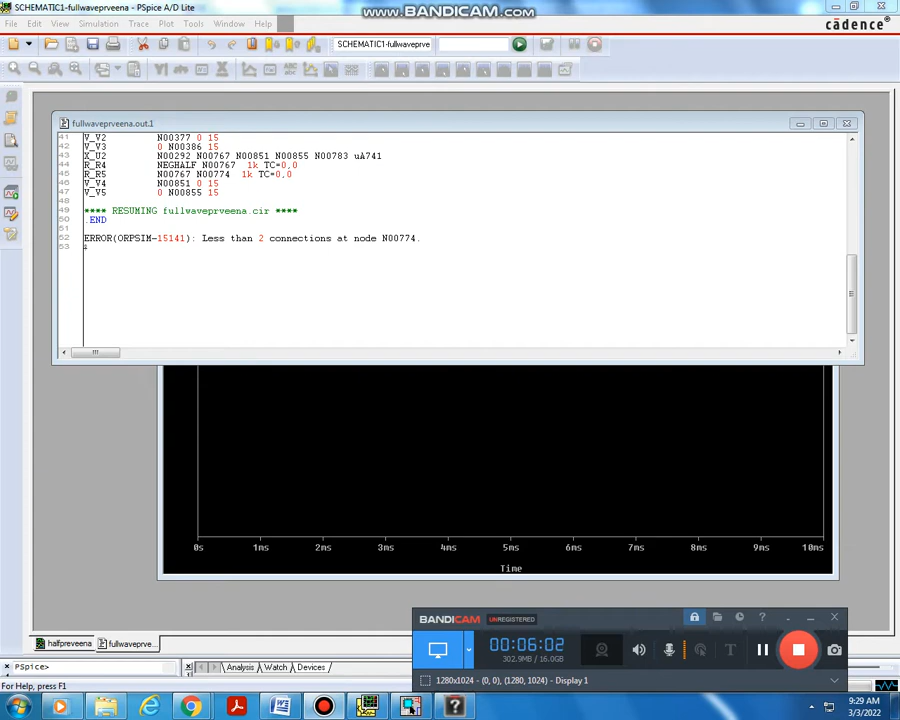 SCHEMATIC1-fullwaveprveena - PSpice A/D Lite
www.BANDICAM.com
File Edit View Simulation Trace Plot Tools Window Help
cādence
SCHEMATIC1-fullwaveprve
fullwaveprveena.out.1
41 V_V2 N00377 0 15
42 V_V3 0 N00386 15
43 X_U2 N00292 N00767 N00851 N00855 N00783 uA741
44 R_R4 NEGHALF N00767 1k TC=0,0
45 R_R5 N00767 N00774 1k TC=0,0
46 V_V4 N00851 0 15
47 V_V5 0 N00855 15
48
49 **** RESUMING fullwaveprveena.cir ****
50 .END
51
52 ERROR(ORPSIM-15141): Less than 2 connections at node N00774.
53
0s 1ms 2ms 3ms 4ms 5ms 6ms 7ms 8ms 9ms 10ms
Time
BANDICAM UNREGISTERED
00:06:02
302.9MB / 16.0GB
1280x1024 - (0, 0), (1280, 1024) - Display 1
halfpreveena fullwaveprve...
PSpice> Analysis Watch Devices
For Help, press F1
9:29 AM
3/3/2022